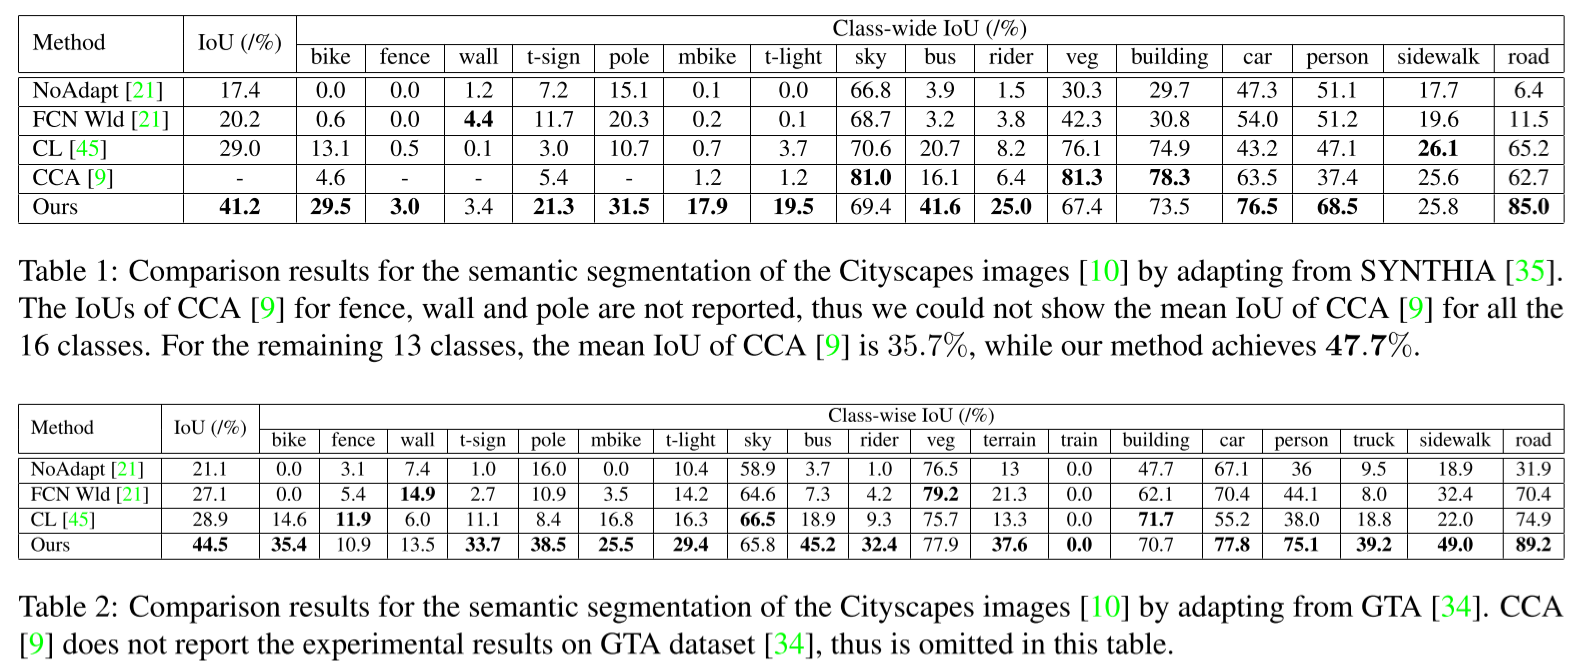 Method IoU (/%) Class-wide IoU (/%)
bike fence wall t-sign pole mbike t-light sky bus rider veg building car person sidewalk road
NoAdapt [21] 17.4 0.0 0.0 1.2 7.2 15.1 0.1 0.0 66.8 3.9 1.5 30.3 29.7 47.3 51.1 17.7 6.4
FCN Wld [21] 20.2 0.6 0.0 4.4 11.7 20.3 0.2 0.1 68.7 3.2 3.8 42.3 30.8 54.0 51.2 19.6 11.5
CL [45] 29.0 13.1 0.5 0.1 3.0 10.7 0.7 3.7 70.6 20.7 8.2 76.1 74.9 43.2 47.1 26.1 65.2
CCA [9] - 4.6 - - 5.4 - 1.2 1.2 81.0 16.1 6.4 81.3 78.3 63.5 37.4 25.6 62.7
Ours 41.2 29.5 3.0 3.4 21.3 31.5 17.9 19.5 69.4 41.6 25.0 67.4 73.5 76.5 68.5 25.8 85.0
Table 1: Comparison results for the semantic segmentation of the Cityscapes images [10] by adapting from SYNTHIA [35].
The IoUs of CCA [9] for fence, wall and pole are not reported, thus we could not show the mean IoU of CCA [9] for all the
16 classes. For the remaining 13 classes, the mean IoU of CCA [9] is 35.7%, while our method achieves 47.7%.
Method IoU (/%) Class-wise IoU (/%)
bike fence wall t-sign pole mbike t-light sky bus rider veg terrain train building car person truck sidewalk road
NoAdapt [21] 21.1 0.0 3.1 7.4 1.0 16.0 0.0 10.4 58.9 3.7 1.0 76.5 13 0.0 47.7 67.1 36 9.5 18.9 31.9
FCN Wld [21] 27.1 0.0 5.4 14.9 2.7 10.9 3.5 14.2 64.6 7.3 4.2 79.2 21.3 0.0 62.1 70.4 44.1 8.0 32.4 70.4
CL [45] 28.9 14.6 11.9 6.0 11.1 8.4 16.8 16.3 66.5 18.9 9.3 75.7 13.3 0.0 71.7 55.2 38.0 18.8 22.0 74.9
Ours 44.5 35.4 10.9 13.5 33.7 38.5 25.5 29.4 65.8 45.2 32.4 77.9 37.6 0.0 70.7 77.8 75.1 39.2 49.0 89.2
Table 2: Comparison results for the semantic segmentation of the Cityscapes images [10] by adapting from GTA [34]. CCA
[9] does not report the experimental results on GTA dataset [34], thus is omitted in this table.